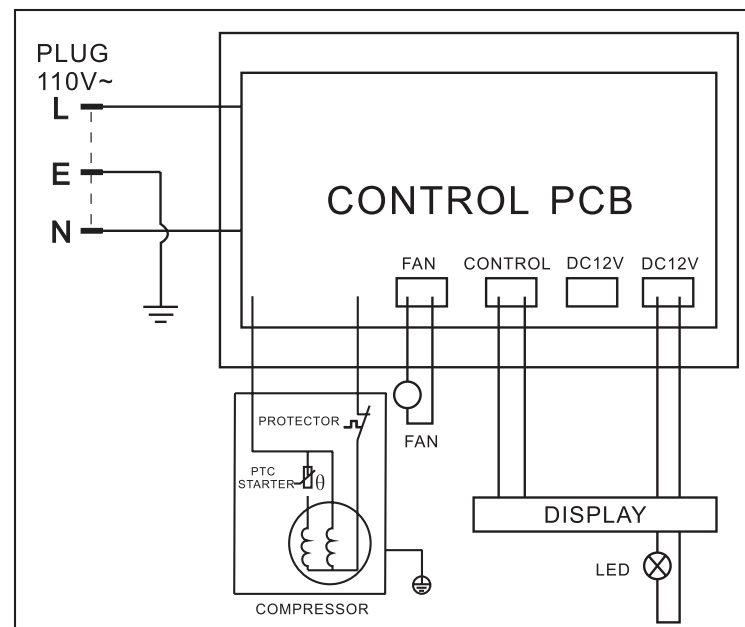 PLUG
110V~
L
E
N
CONTROL PCB
FAN CONTROL DC12V DC12V
PROTECTOR
FAN
PTC
STARTER θ
DISPLAY
LED
COMPRESSOR